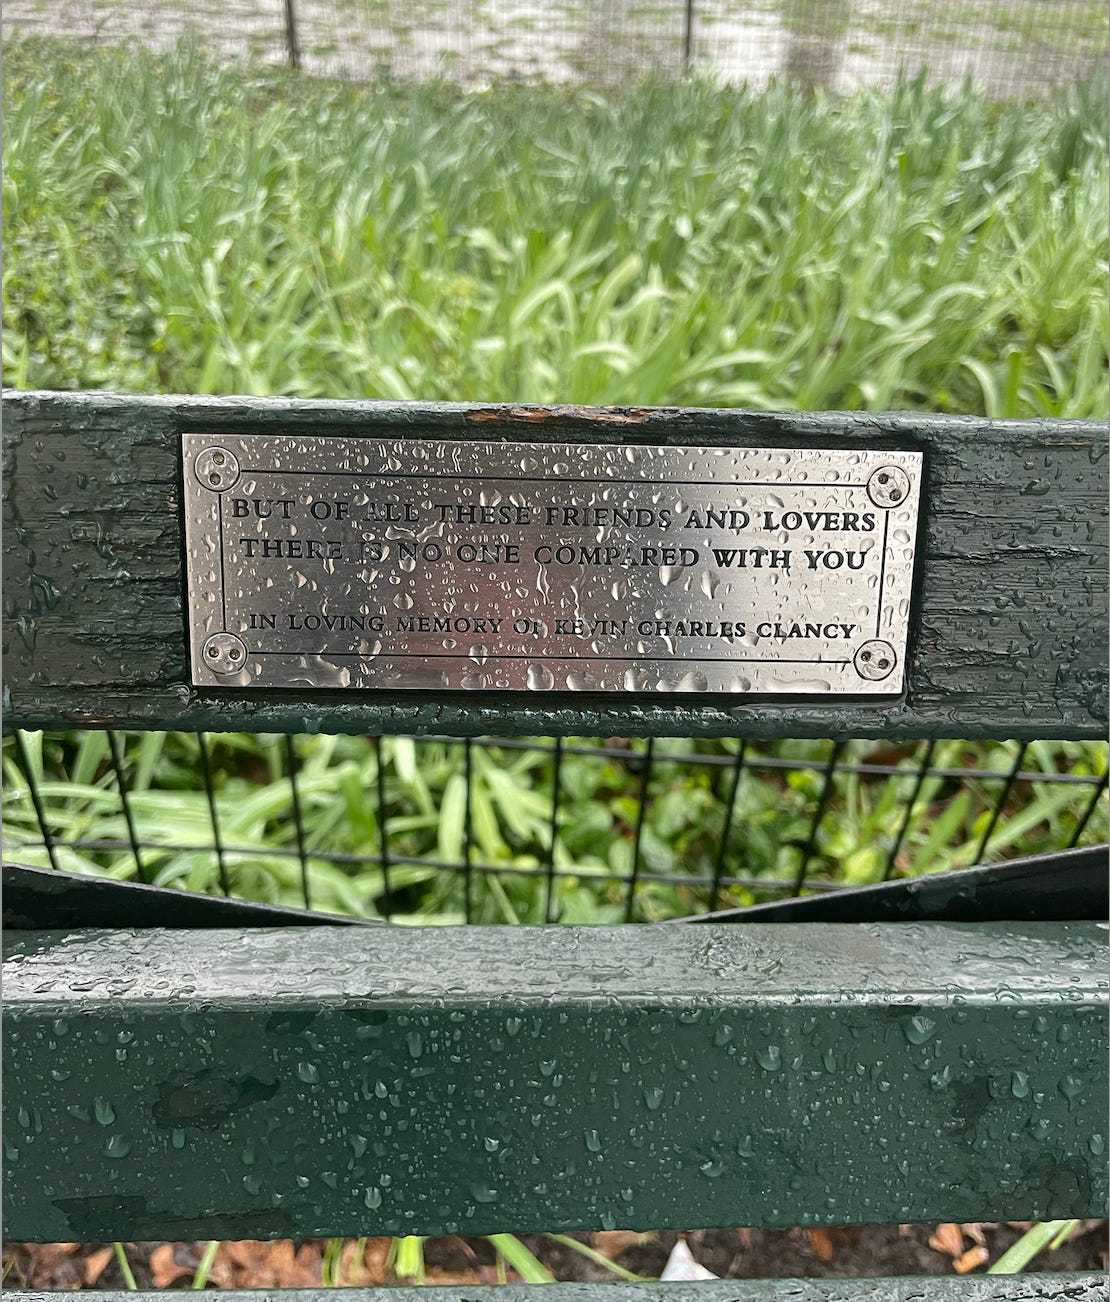 BUT OF ALL THESE FRIENDS AND LOVERS
THERE IS NO ONE COMPARED WITH YOU
IN LOVING MEMORY OF KEVIN CHARLES CLANCY